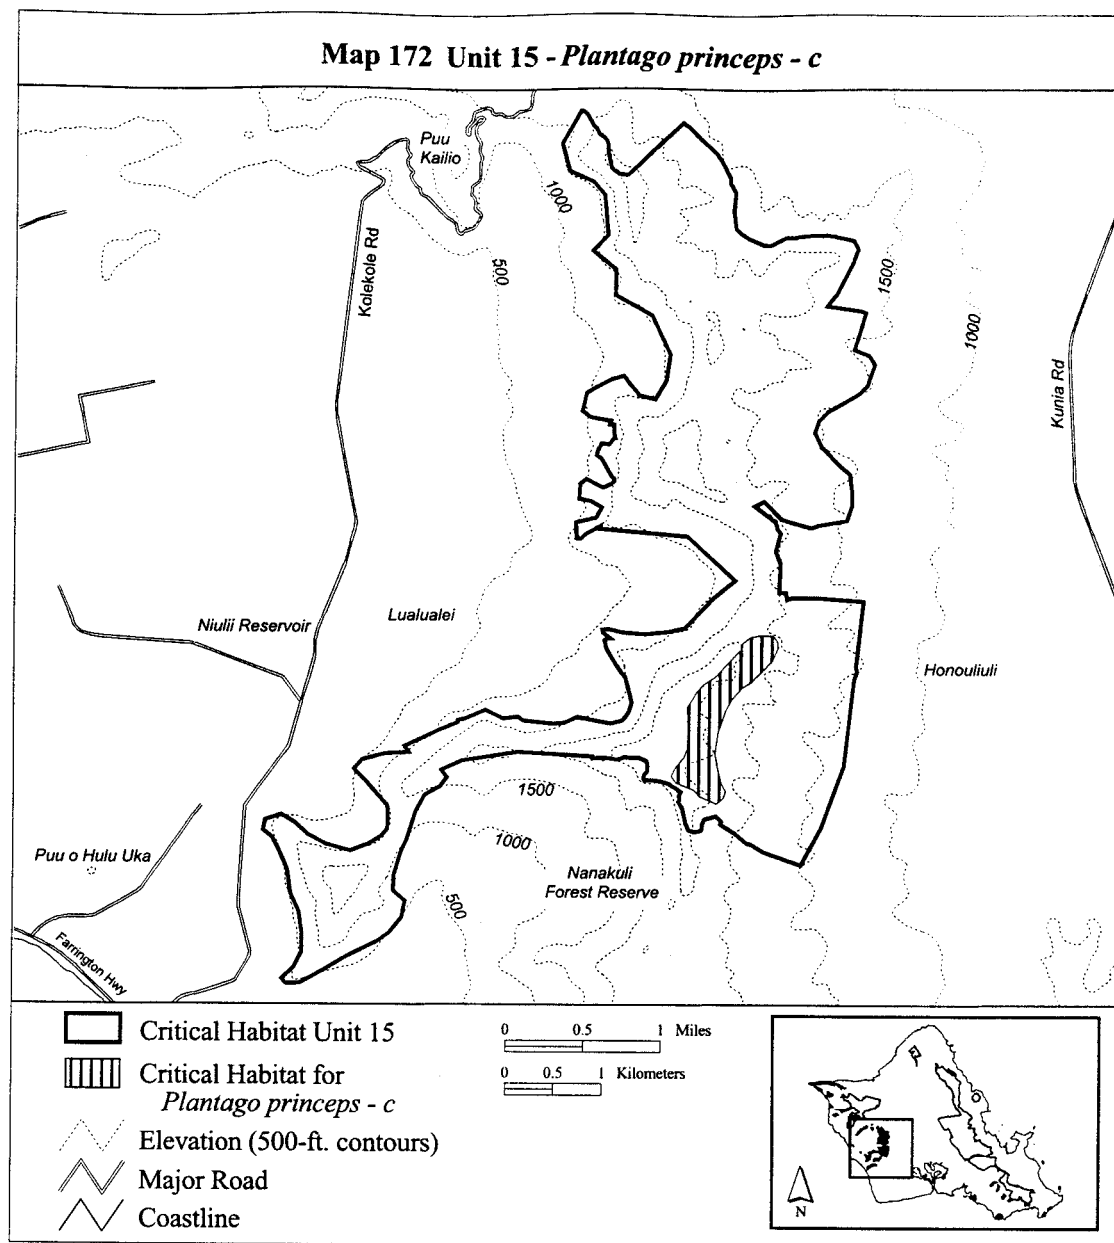 Map 172 Unit 15 - Plantago princeps - c
Puu
Kailio
1000
Kolekole Rd
500
1500
1000
Kunia Rd
Niulii Reservoir
Lualualei
Honouliuli
1500
1000
Puu o Hulu Uka
Nanakuli
Forest Reserve
500
Farrington Hwy
Critical Habitat Unit 15
Critical Habitat for
Plantago princeps - c
Elevation (500-ft. contours)
Major Road
Coastline
0 0.5 1 Miles
0 0.5 1 Kilometers
N